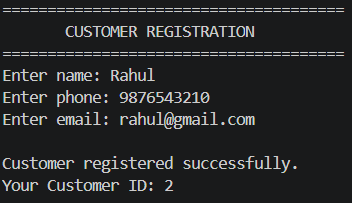 ======================================
CUSTOMER REGISTRATION
======================================
Enter name: Rahul
Enter phone: 9876543210
Enter email: rahul@gmail.com
Customer registered successfully.
Your Customer ID: 2